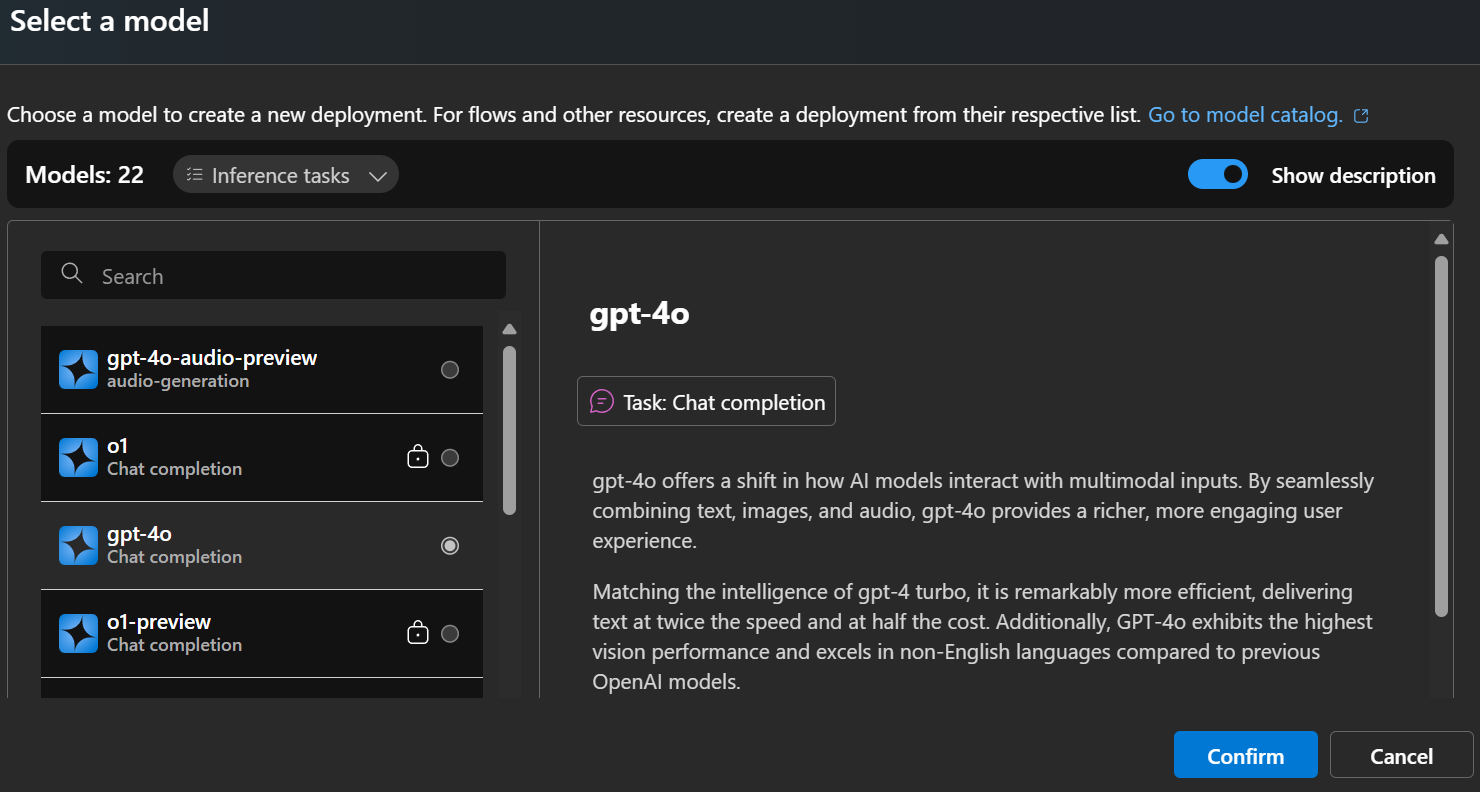 Select a model
Choose a model to create a new deployment. For flows and other resources, create a deployment from their respective list. Go to model catalog.
Models: 22
Inference tasks
Show description
Search
gpt-4o-audio-preview
audio-generation
o1
Chat completion
gpt-4o
Chat completion
o1-preview
Chat completion
gpt-4o
Task: Chat completion
gpt-4o offers a shift in how AI models interact with multimodal inputs. By seamlessly
combining text, images, and audio, gpt-4o provides a richer, more engaging user
experience.
Matching the intelligence of gpt-4 turbo, it is remarkably more efficient, delivering
text at twice the speed and at half the cost. Additionally, GPT-4o exhibits the highest
vision performance and excels in non-English languages compared to previous
OpenAI models.
Confirm
Cancel